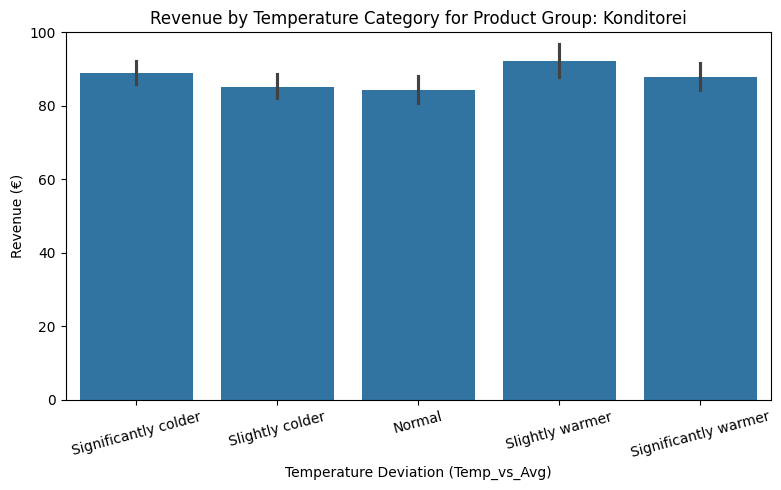 Revenue by Temperature Category for Product Group: Konditorei
Revenue (€)
100
80
60
40
20
0
Significantly colder
Slightly colder
Normal
Slightly warmer
Significantly warmer
Temperature Deviation (Temp_vs_Avg)